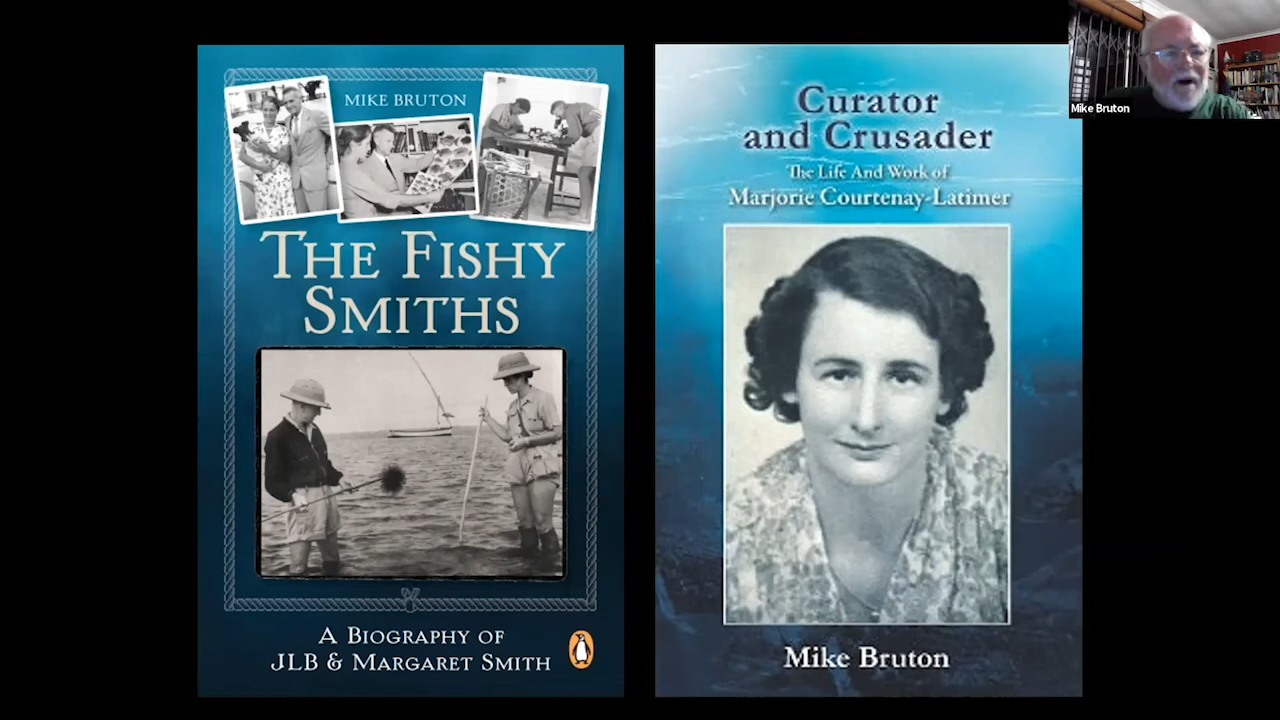 MIKE BRUTON
THE FISHY
SMITHS
A BIOGRAPHY OF
JLB & MARGARET SMITH
Curator
and Crusader
The Life And Work of
Marjorie Courtenay-Latimer
Mike Bruton
Mike Bruton